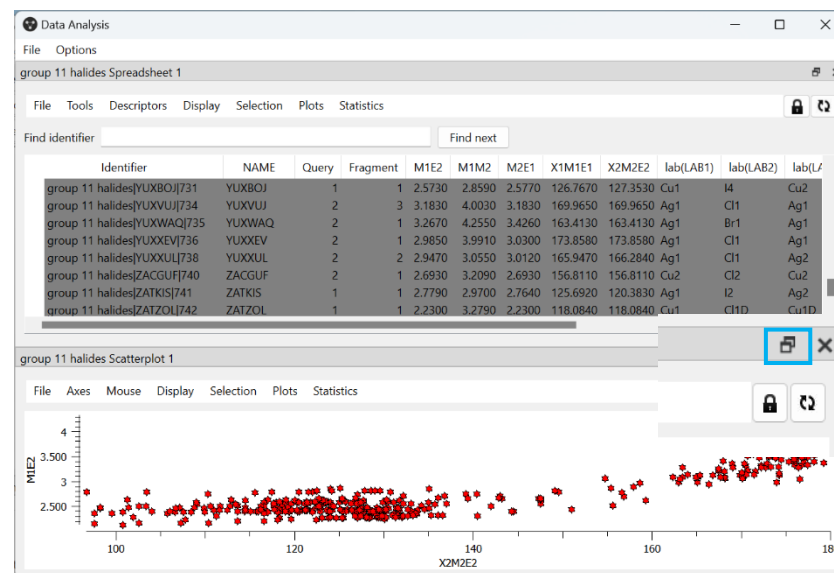 Data Analysis
File Options
group 11 halides Spreadsheet 1
File Tools Descriptors Display Selection Plots Statistics
Find identifier Find next
Identifier NAME Query Fragment M1E2 M1M2 M2E1 X1M1E1 X2M2E2 lab(LAB1) lab(LAB2) lab(LA
group 11 halides|YUXBOJ|731 YUXBOJ 1 1 2.5730 2.8590 2.5770 126.7670 127.3530 Cu1 I4 Cu2
group 11 halides|YUXVUJ|734 YUXVUJ 2 3 3.1830 4.0030 3.1830 169.9650 169.9650 Ag1 Cl1 Ag1
group 11 halides|YUXWAQ|735 YUXWAQ 2 1 3.2670 4.2550 3.4260 163.4130 163.4130 Ag1 Br1 Ag1
group 11 halides|YUXXEV|736 YUXXEV 2 1 2.9850 3.9910 3.0300 173.8580 173.8580 Ag1 Cl1 Ag1
group 11 halides|YUXXUL|738 YUXXUL 2 2 2.9470 3.0550 3.0120 165.9470 166.2840 Ag1 Cl1 Ag2
group 11 halides|ZACGUF|740 ZACGUF 2 1 2.6930 3.2090 2.6930 156.8110 156.8110 Cu2 Cl2 Cu2
group 11 halides|ZATKIS|741 ZATKIS 1 1 2.7790 2.9700 2.7640 125.6920 120.3830 Ag1 I2 Ag2
group 11 halides|ZATZOL|742 ZATZOL 1 1 2.2300 3.2790 2.2300 118.0840 118.0840 Cu1 Cl1D Cu1D
group 11 halides Scatterplot 1
File Axes Mouse Display Selection Plots Statistics
4
3.500
3
2.500
M1E2
100 120 140 160 18
X2M2E2